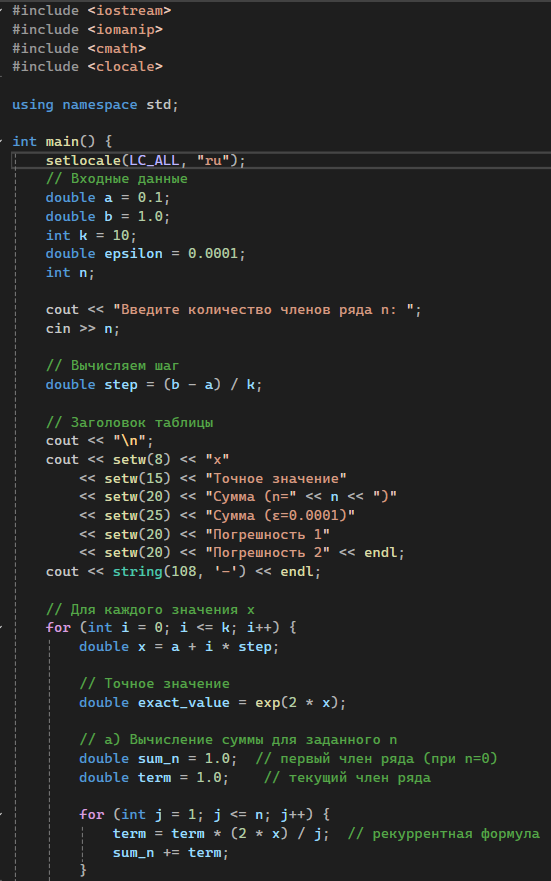 #include <iostream>
#include <iomanip>
#include <cmath>
#include <clocale>

using namespace std;

int main() {
    setlocale(LC_ALL, "ru");
    // Входные данные
    double a = 0.1;
    double b = 1.0;
    int k = 10;
    double epsilon = 0.0001;
    int n;

    cout << "Введите количество членов ряда n: ";
    cin >> n;

    // Вычисляем шаг
    double step = (b - a) / k;

    // Заголовок таблицы
    cout << "\n";
    cout << setw(8) << "x"
        << setw(15) << "Точное значение"
        << setw(20) << "Сумма (n=" << n << ")"
        << setw(25) << "Сумма (ε=0.0001)"
        << setw(20) << "Погрешность 1"
        << setw(20) << "Погрешность 2" << endl;
    cout << string(108, '-') << endl;

    // Для каждого значения x
    for (int i = 0; i <= k; i++) {
        double x = a + i * step;

        // Точное значение
        double exact_value = exp(2 * x);

        // а) Вычисление суммы для заданного n
        double sum_n = 1.0;  // первый член ряда (при n=0)
        double term = 1.0;    // текущий член ряда

        for (int j = 1; j <= n; j++) {
            term = term * (2 * x) / j;  // рекуррентная формула
            sum_n += term;
        }